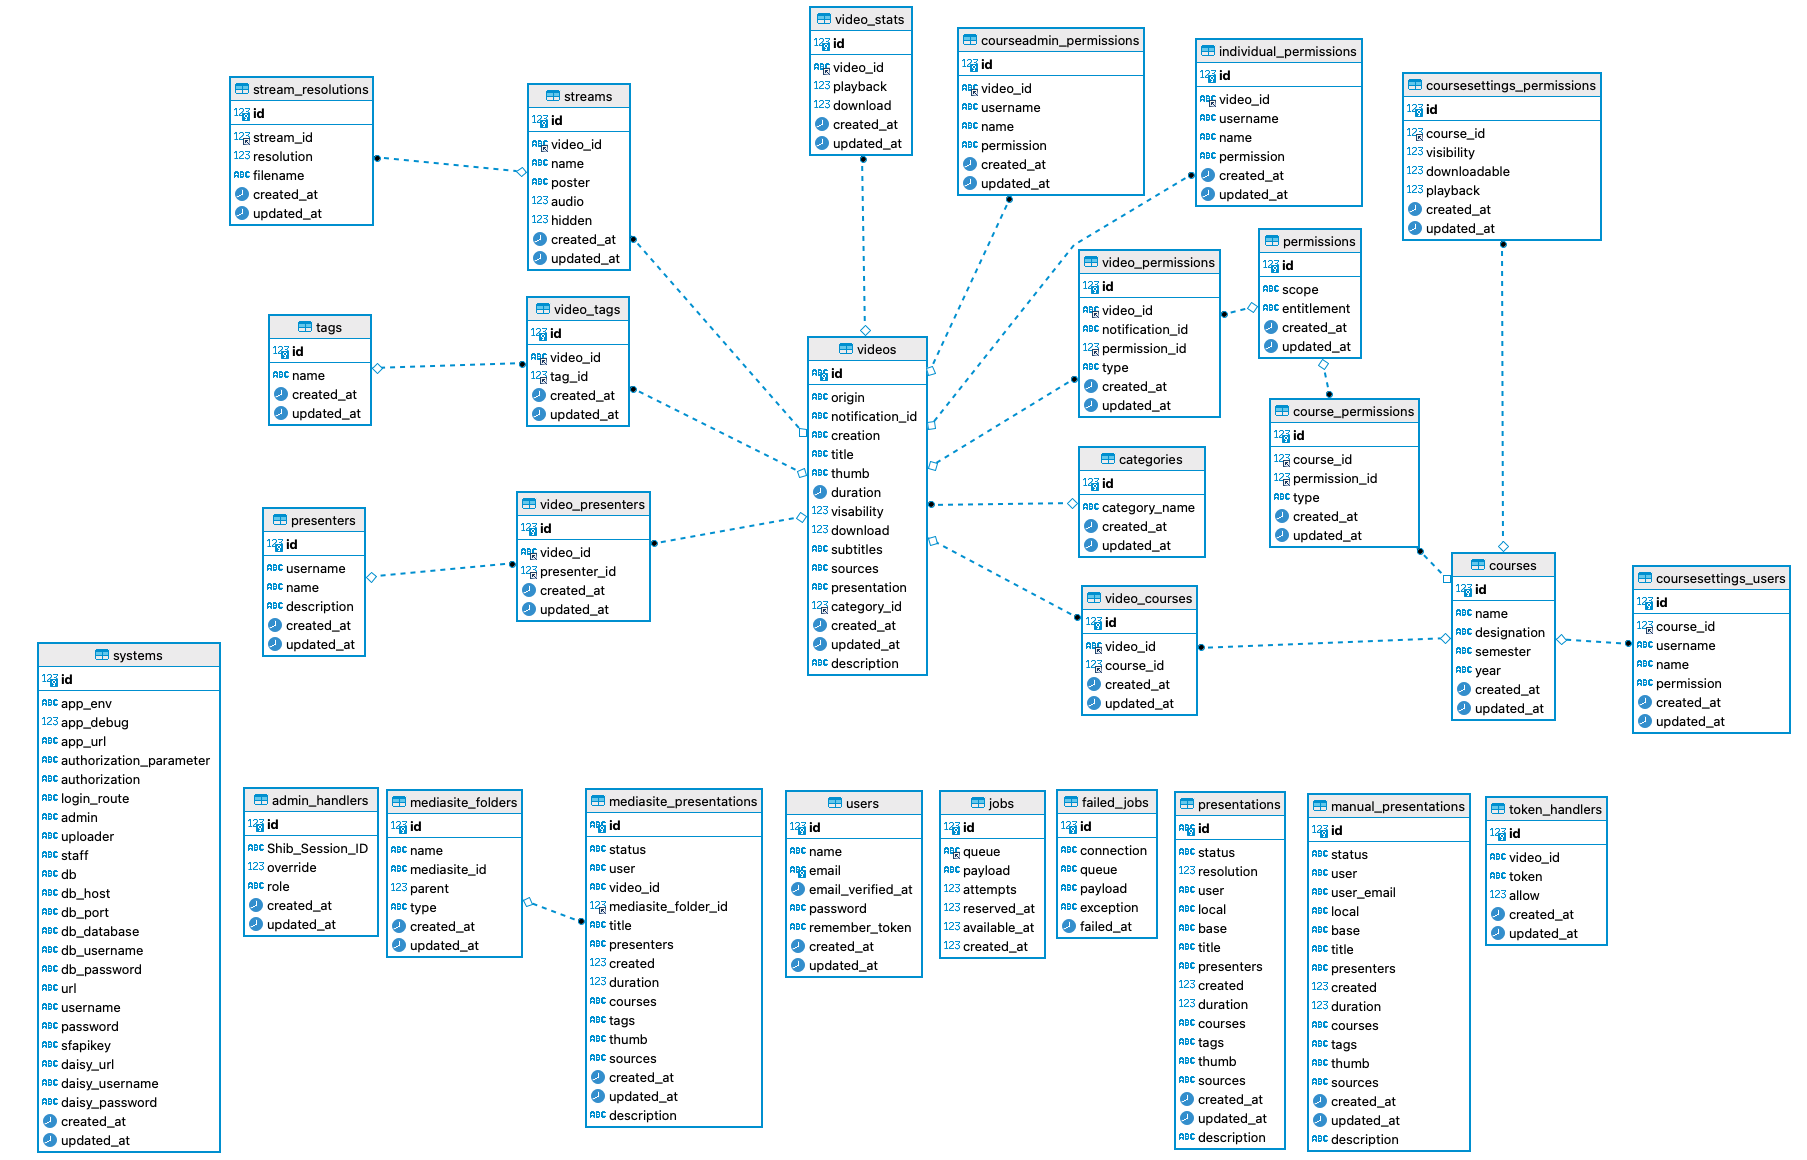 video_stats
id
video_id
playback
download
created_at
updated_at
courseadmin_permissions
id
video_id
username
name
permission
created_at
updated_at
individual_permissions
id
video_id
username
name
permission
created_at
updated_at
coursesettings_permissions
id
course_id
visibility
downloadable
playback
created_at
updated_at
stream_resolutions
id
stream_id
resolution
filename
created_at
updated_at
streams
id
video_id
name
poster
audio
hidden
created_at
updated_at
permissions
id
scope
entitlement
created_at
updated_at
video_permissions
id
video_id
notification_id
permission_id
type
created_at
updated_at
tags
id
name
created_at
updated_at
video_tags
id
video_id
tag_id
created_at
updated_at
videos
id
origin
notification_id
creation
title
thumb
duration
visability
download
subtitles
sources
presentation
category_id
created_at
updated_at
description
course_permissions
id
course_id
permission_id
type
created_at
updated_at
categories
id
category_name
created_at
updated_at
presenters
id
username
name
description
created_at
updated_at
video_presenters
id
video_id
presenter_id
created_at
updated_at
video_courses
id
video_id
course_id
created_at
updated_at
courses
id
name
designation
semester
year
created_at
updated_at
coursesettings_users
id
course_id
username
name
permission
created_at
updated_at
systems
id
app_env
app_debug
app_url
authorization_parameter
authorization
login_route
admin
uploader
staff
db
db_host
db_port
db_database
db_username
db_password
url
username
password
sfapikey
daisy_url
daisy_username
daisy_password
created_at
updated_at
admin_handlers
id
Shib_Session_ID
override
role
created_at
updated_at
mediasite_folders
id
name
mediasite_id
parent
type
created_at
updated_at
mediasite_presentations
id
status
user
video_id
mediasite_folder_id
title
presenters
created
duration
courses
tags
thumb
sources
created_at
updated_at
description
users
id
name
email
email_verified_at
password
remember_token
created_at
updated_at
jobs
id
queue
payload
attempts
reserved_at
available_at
created_at
failed_jobs
id
connection
queue
payload
exception
failed_at
presentations
id
status
resolution
user
local
base
title
presenters
created
duration
courses
tags
thumb
sources
created_at
updated_at
description
manual_presentations
id
status
user
user_email
local
base
title
presenters
created
duration
courses
tags
thumb
sources
created_at
updated_at
description
token_handlers
id
video_id
token
allow
created_at
updated_at